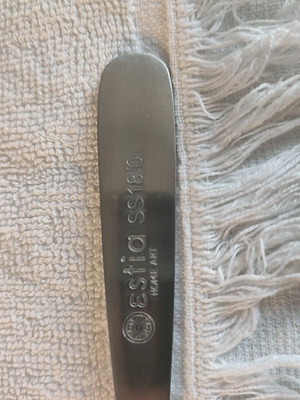 estia SS18.10.
HOME ART